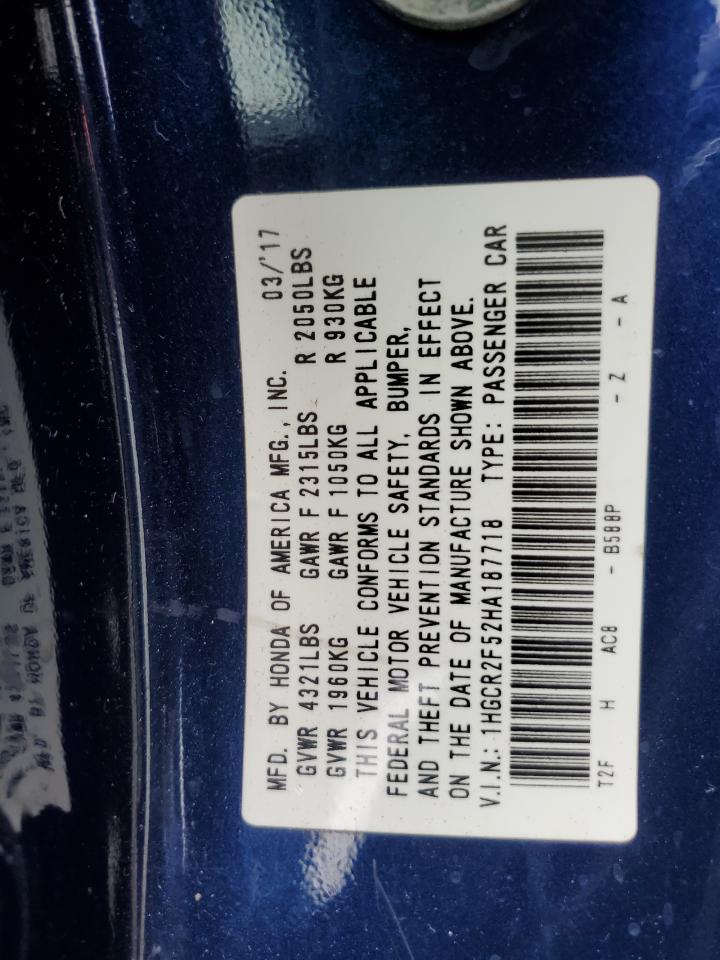 MFD. BY HONDA OF AMERICA MFG., INC. 03/'17
GVWR 4321LBS GAWR F 2315LBS R 2050LBS
GVWR 1960KG GAWR F 1050KG R 930KG
THIS VEHICLE CONFORMS TO ALL APPLICABLE
FEDERAL MOTOR VEHICLE SAFETY, BUMPER,
AND THEFT PREVENTION STANDARDS IN EFFECT
ON THE DATE OF MANUFACTURE SHOWN ABOVE.
V.I.N.: 1HGCR2F52HA187718 TYPE: PASSENGER CAR
T2F H AC8 - B588P - Z - A